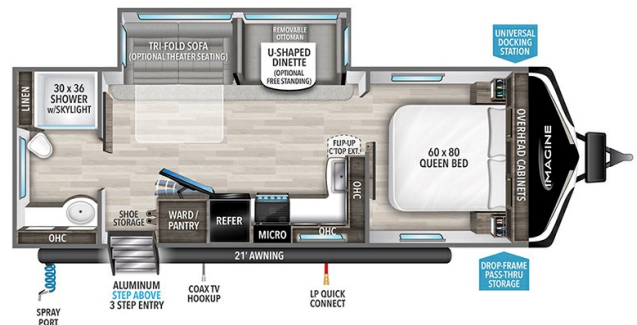 UNIVERSAL
DOCKING
STATION
REMOVABLE
OTTOMAN
TRI-FOLD SOFA
(OPTIONAL THEATER SEATING)
U-SHAPED
DINETTE
(OPTIONAL
FREE STANDING)
LINEN
30 x 36
SHOWER
w/SKYLIGHT
FLIP-UP
C'TOP EXT.
OHC
60 x 80
QUEEN BED
OVERHEAD CABINETS
IMAGINE
SHOE
STORAGE
WARD /
PANTRY
REFER
MICRO
OHC
OHC
21' AWNING
SPRAY
PORT
ALUMINUM
STEP ABOVE
3 STEP ENTRY
COAX TV
HOOKUP
LP QUICK
CONNECT
DROP-FRAME
PASS-THRU
STORAGE